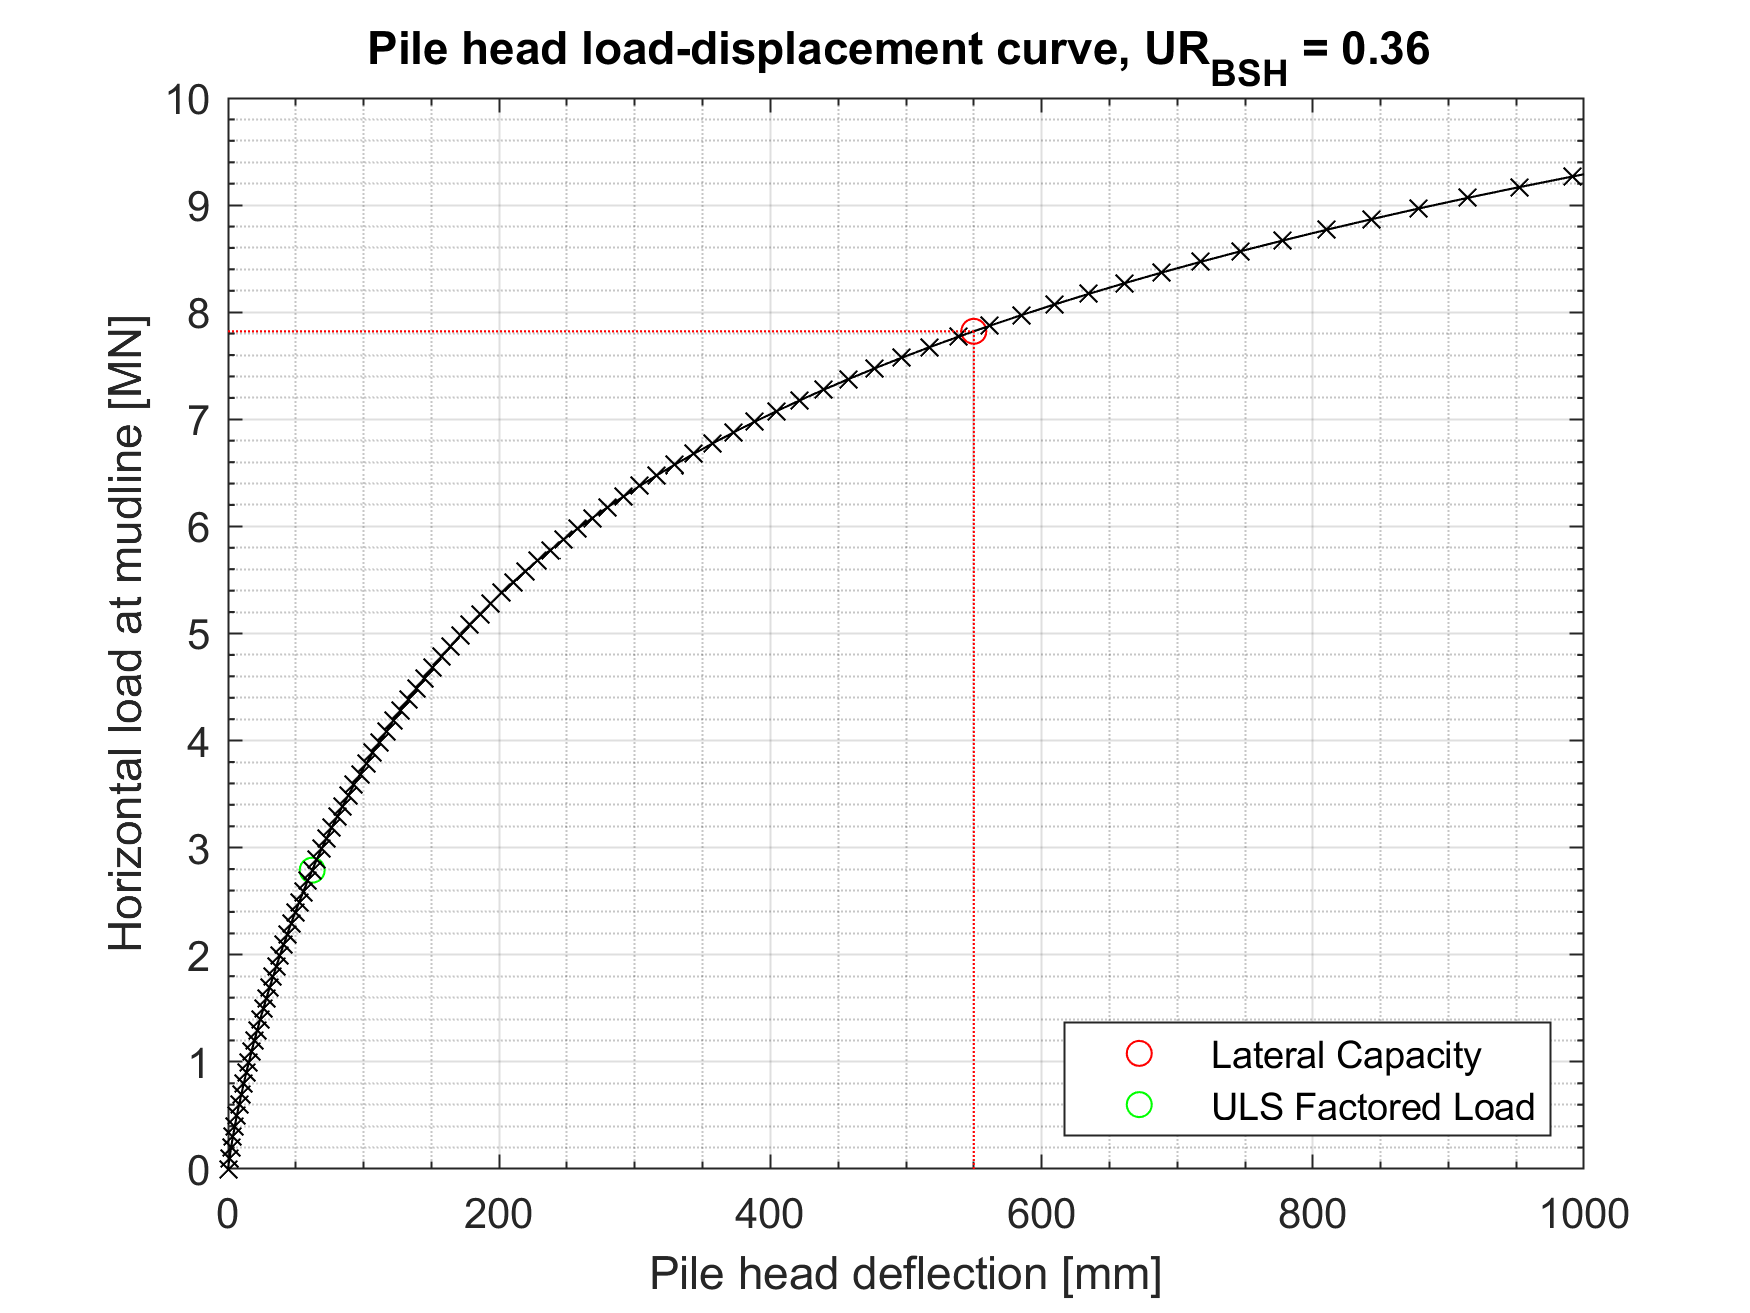 Pile head load-displacement curve, UR_BSH = 0.36
10
9
8
7
6
5
4
3
2
1
0
Horizontal load at mudline [MN]
0 200 400 600 800 1000
Pile head deflection [mm]
Lateral Capacity
ULS Factored Load